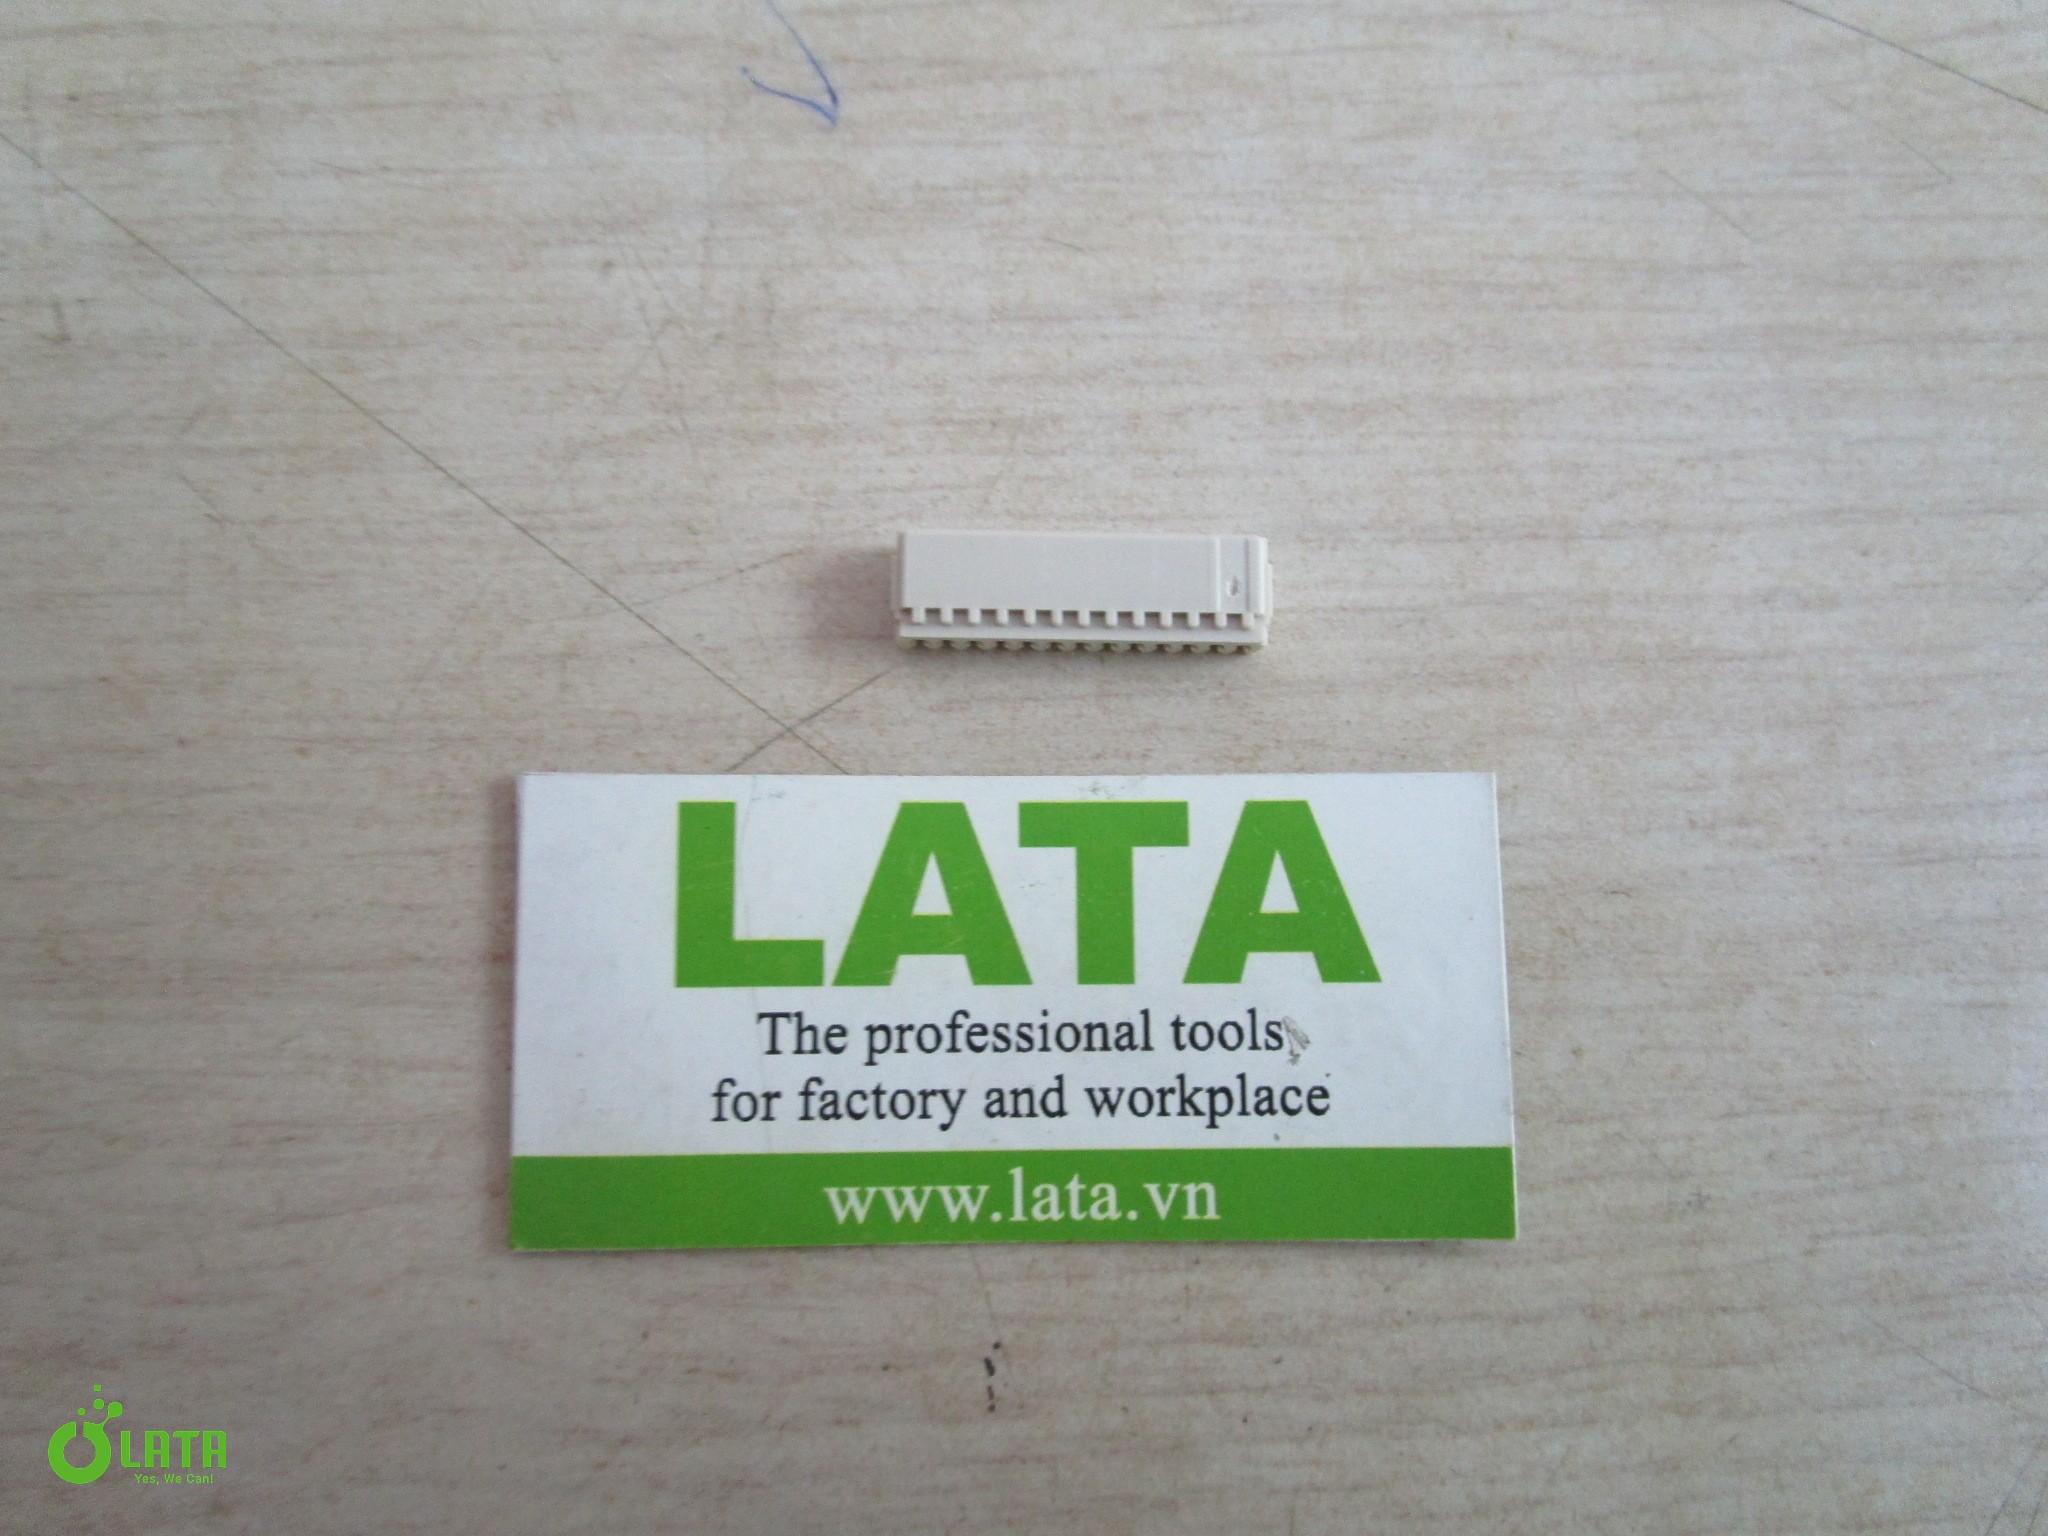 LATA
The professional tools
for factory and workplace
www.lata.vn
LATA
Yes, We Can!